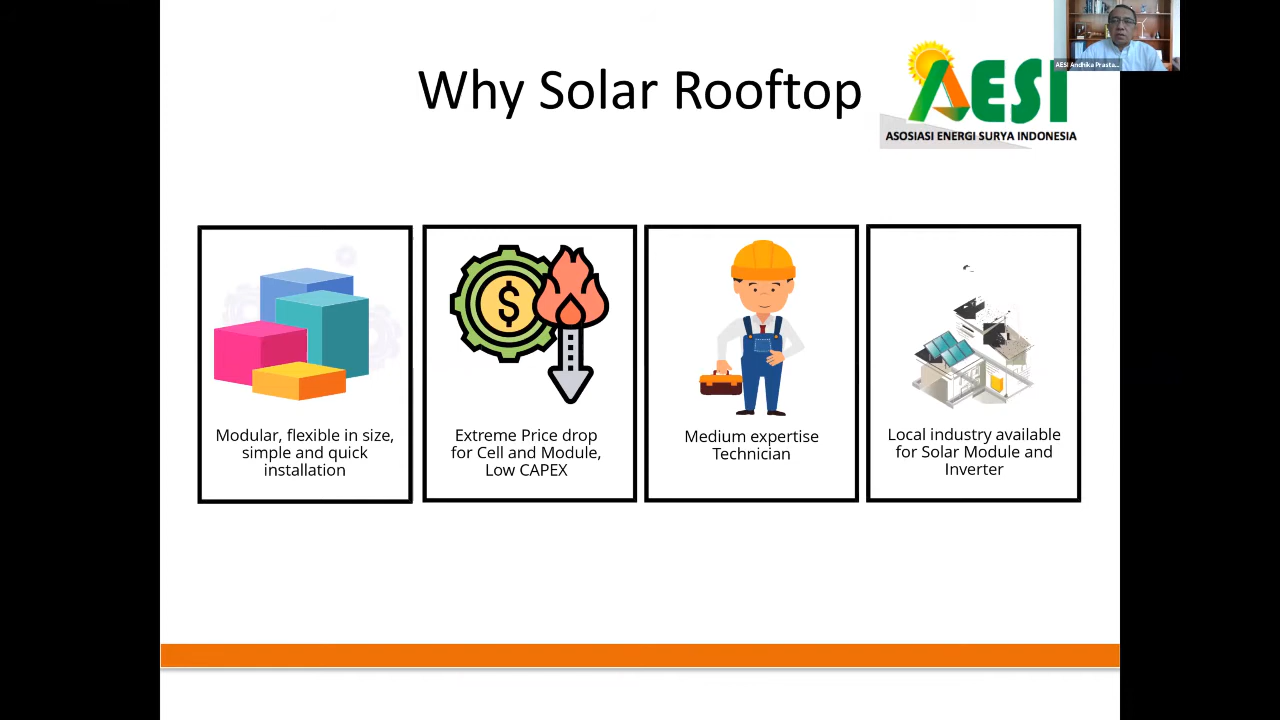 AESI Andhika Prasta...
Why Solar Rooftop
AESI
ASOSIASI ENERGI SURYA INDONESIA
$
Modular, flexible in size,
simple and quick
installation
Extreme Price drop
for Cell and Module,
Low CAPEX
Medium expertise
Technician
Local industry available
for Solar Module and
Inverter